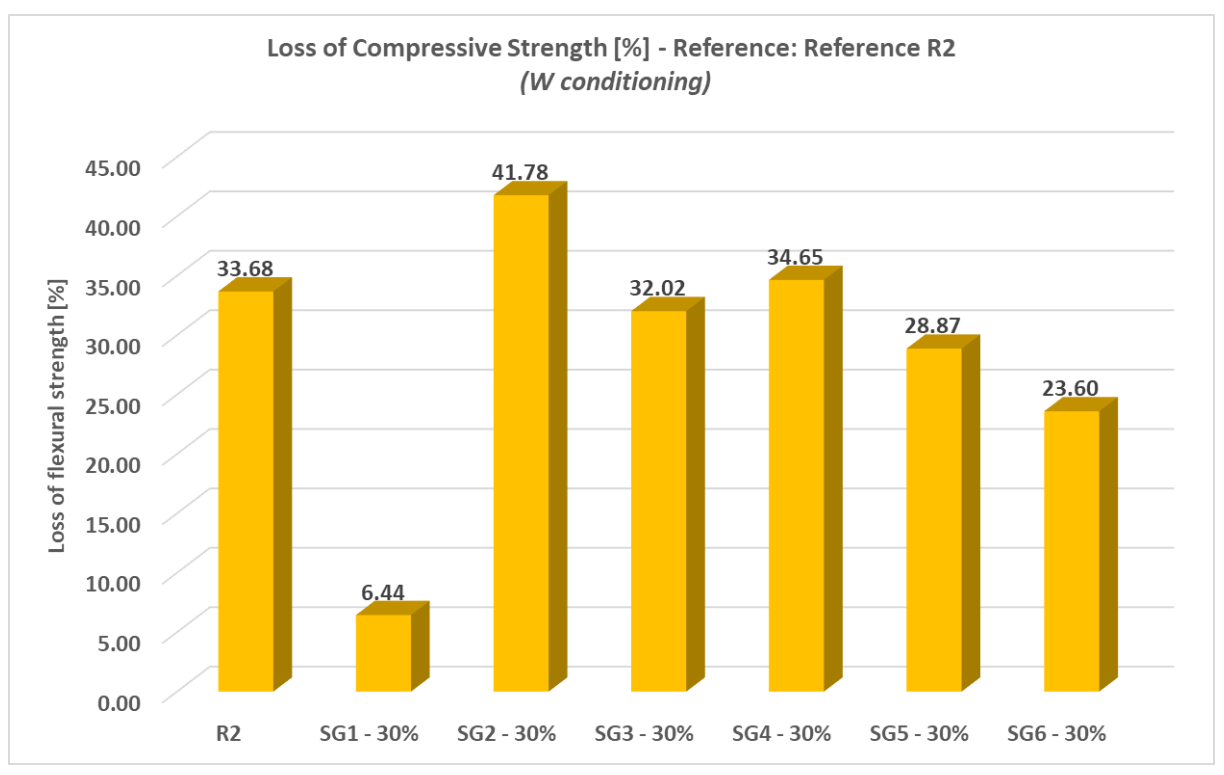 Loss of Compressive Strength [%] - Reference: Reference R2
(W conditioning)
Loss of flexural strength [%]
45.00
40.00
35.00
30.00
25.00
20.00
15.00
10.00
5.00
0.00
33.68
6.44
41.78
32.02
34.65
28.87
23.60
R2
SG1 - 30%
SG2 - 30%
SG3 - 30%
SG4 - 30%
SG5 - 30%
SG6 - 30%